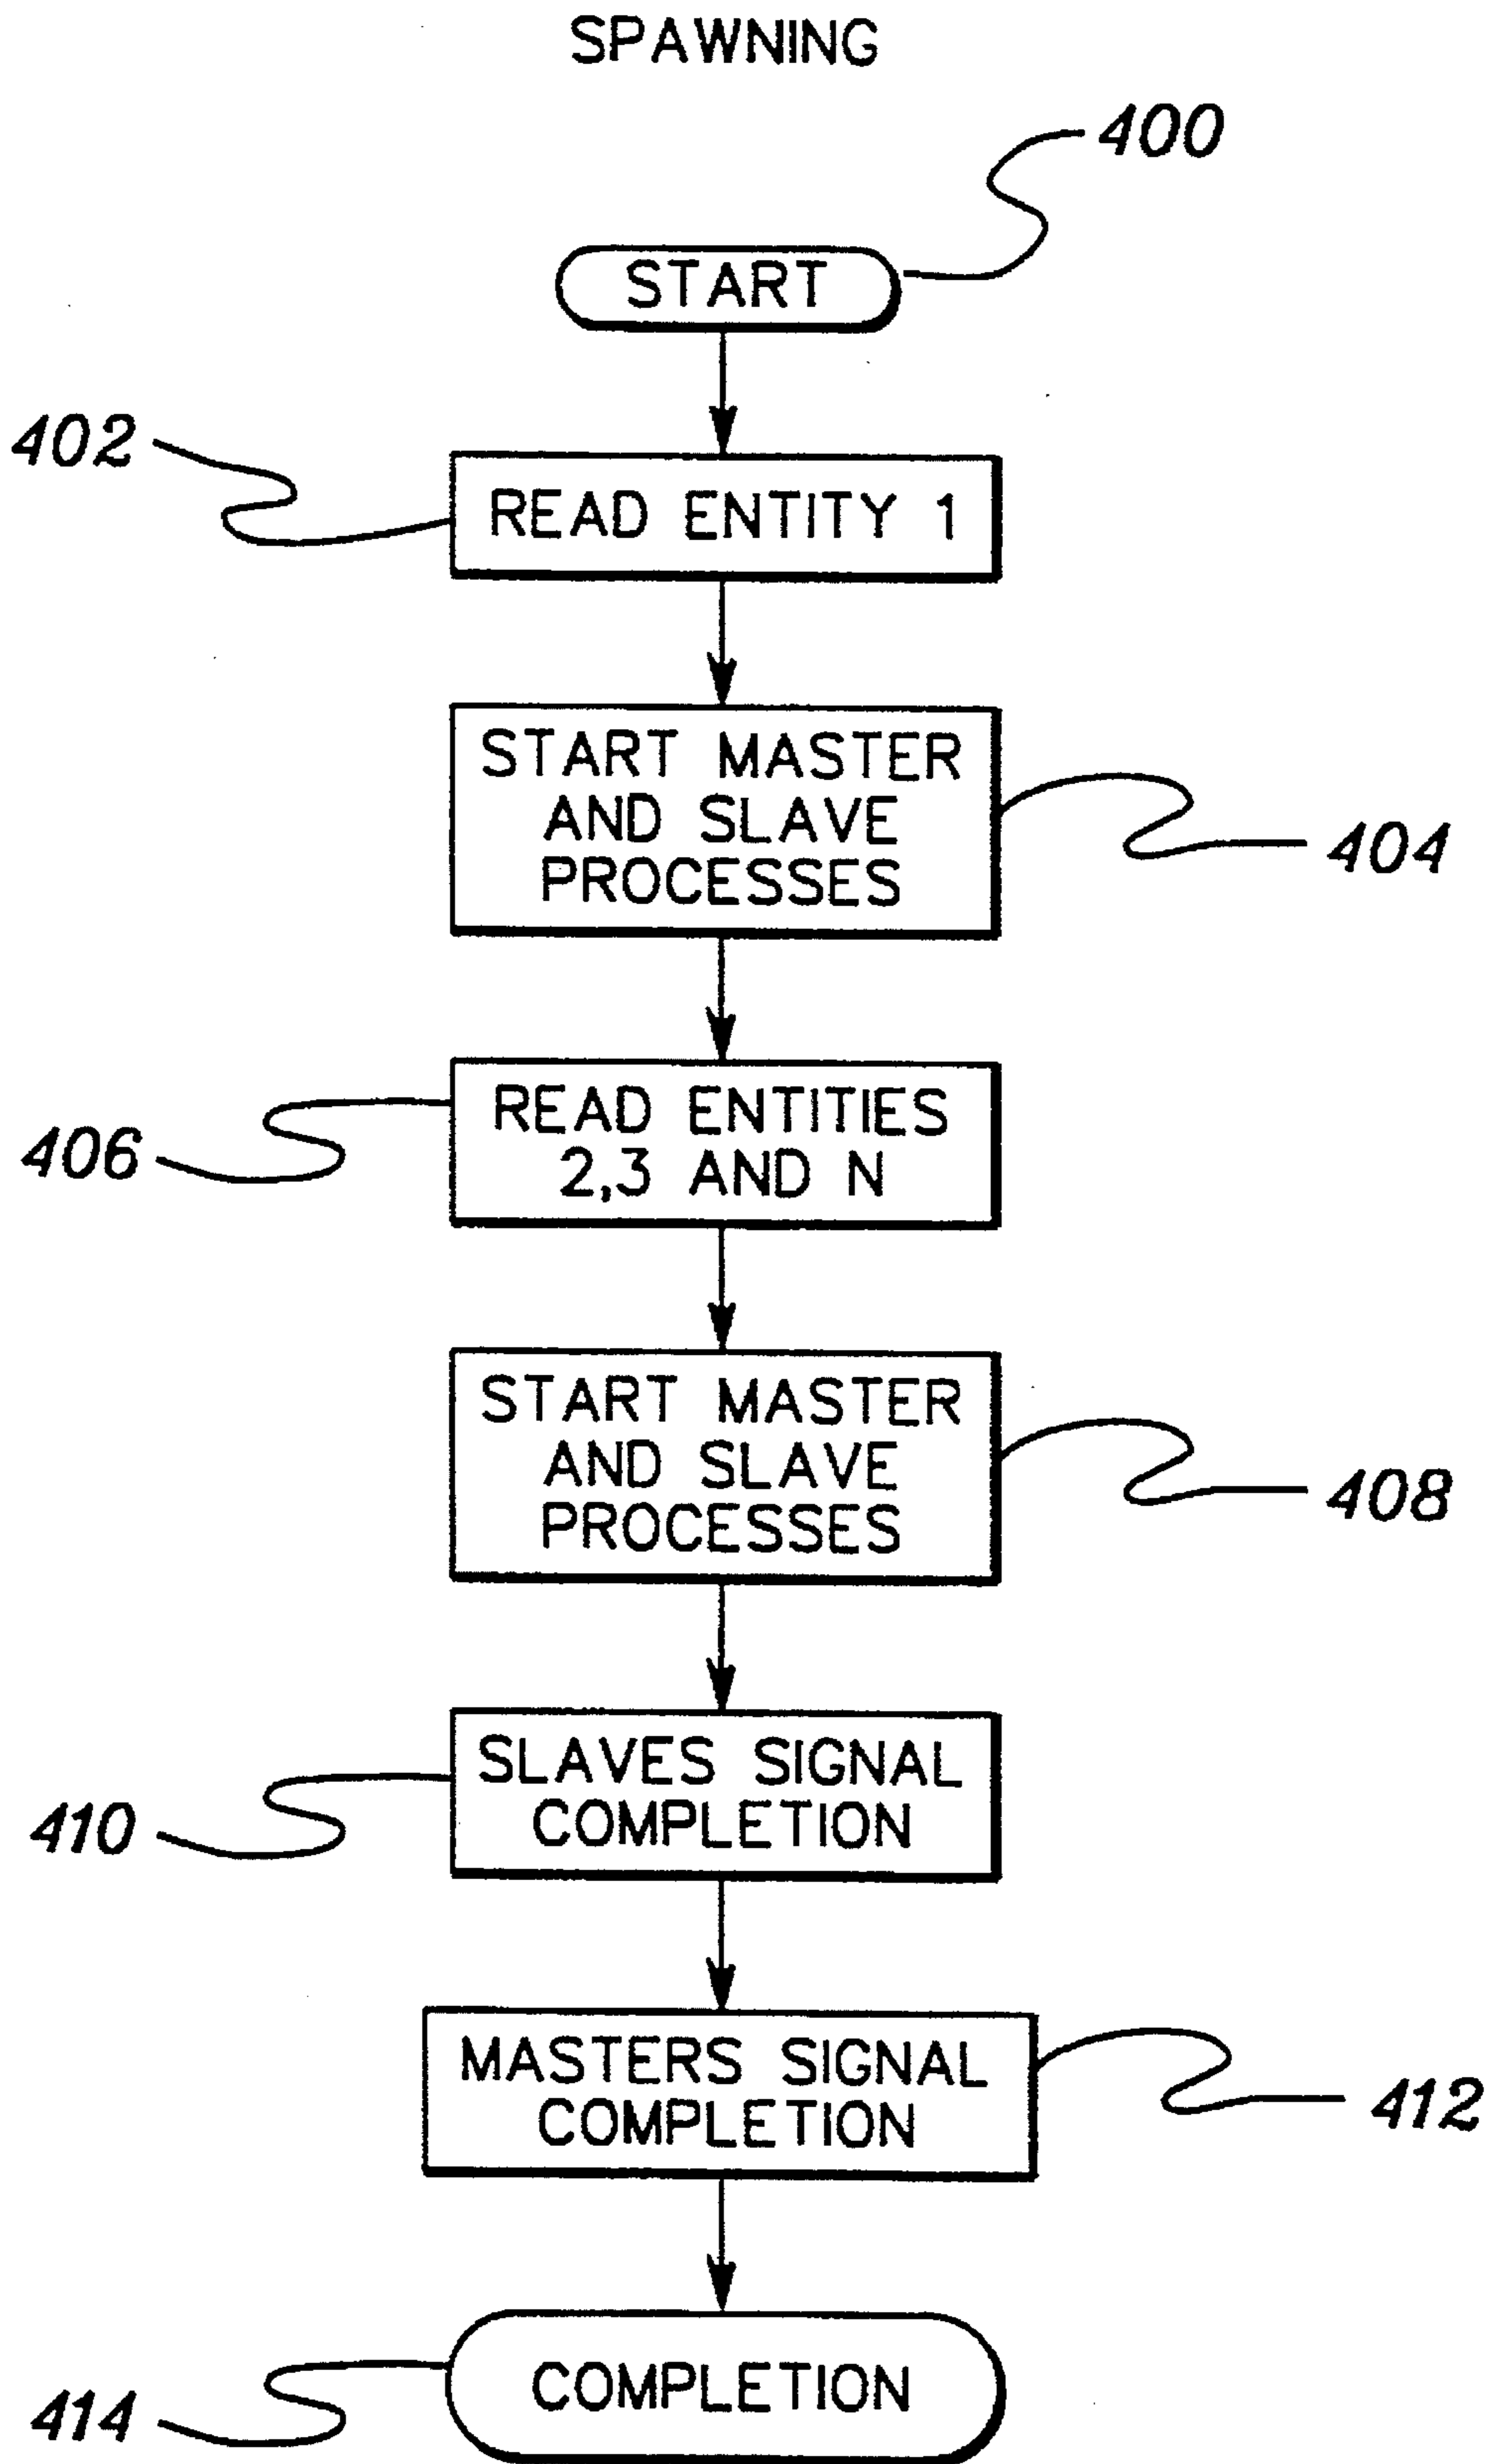 SPAWNING
400
START
402
READ ENTITY 1
START MASTER
AND SLAVE
PROCESSES
404
READ ENTITIES
2,3 AND N
406
START MASTER
AND SLAVE
PROCESSES
408
SLAVES SIGNAL
COMPLETION
410
MASTERS SIGNAL
COMPLETION
412
COMPLETION
414